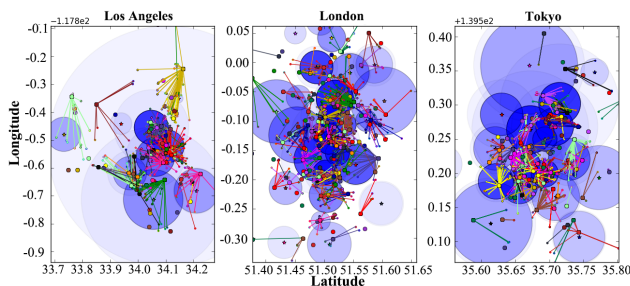 Los Angeles London Tokyo
-1.178e2 +1.395e2
-0.1 -0.2 -0.3 -0.4 -0.5 -0.6 -0.7 -0.8 -0.9
0.05 0.00 -0.05 -0.10 -0.15 -0.20 -0.25 -0.30
0.40 0.35 0.30 0.25 0.20 0.15 0.10
Longitude
33.7 33.8 33.9 34.0 34.1 34.2
51.40 51.45 51.50 51.55 51.60 51.65
35.60 35.65 35.70 35.75 35.80
Latitude